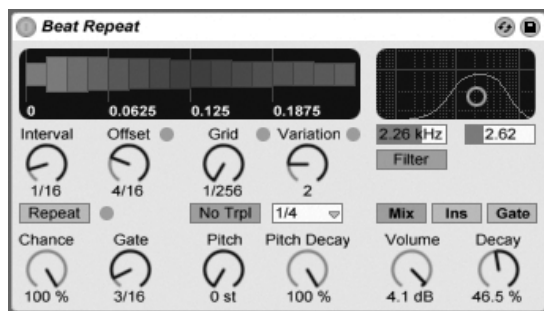 Beat Repeat
0 0.0625 0.125 0.1875
2.26 kHz 2.62
Filter
Interval Offset Grid Variation
1/16 4/16 1/256 2
Repeat No Trpl 1/4 Mix Ins Gate
Chance Gate Pitch Pitch Decay Volume Decay
100 % 3/16 0 st 100 % 4.1 dB 46.5 %